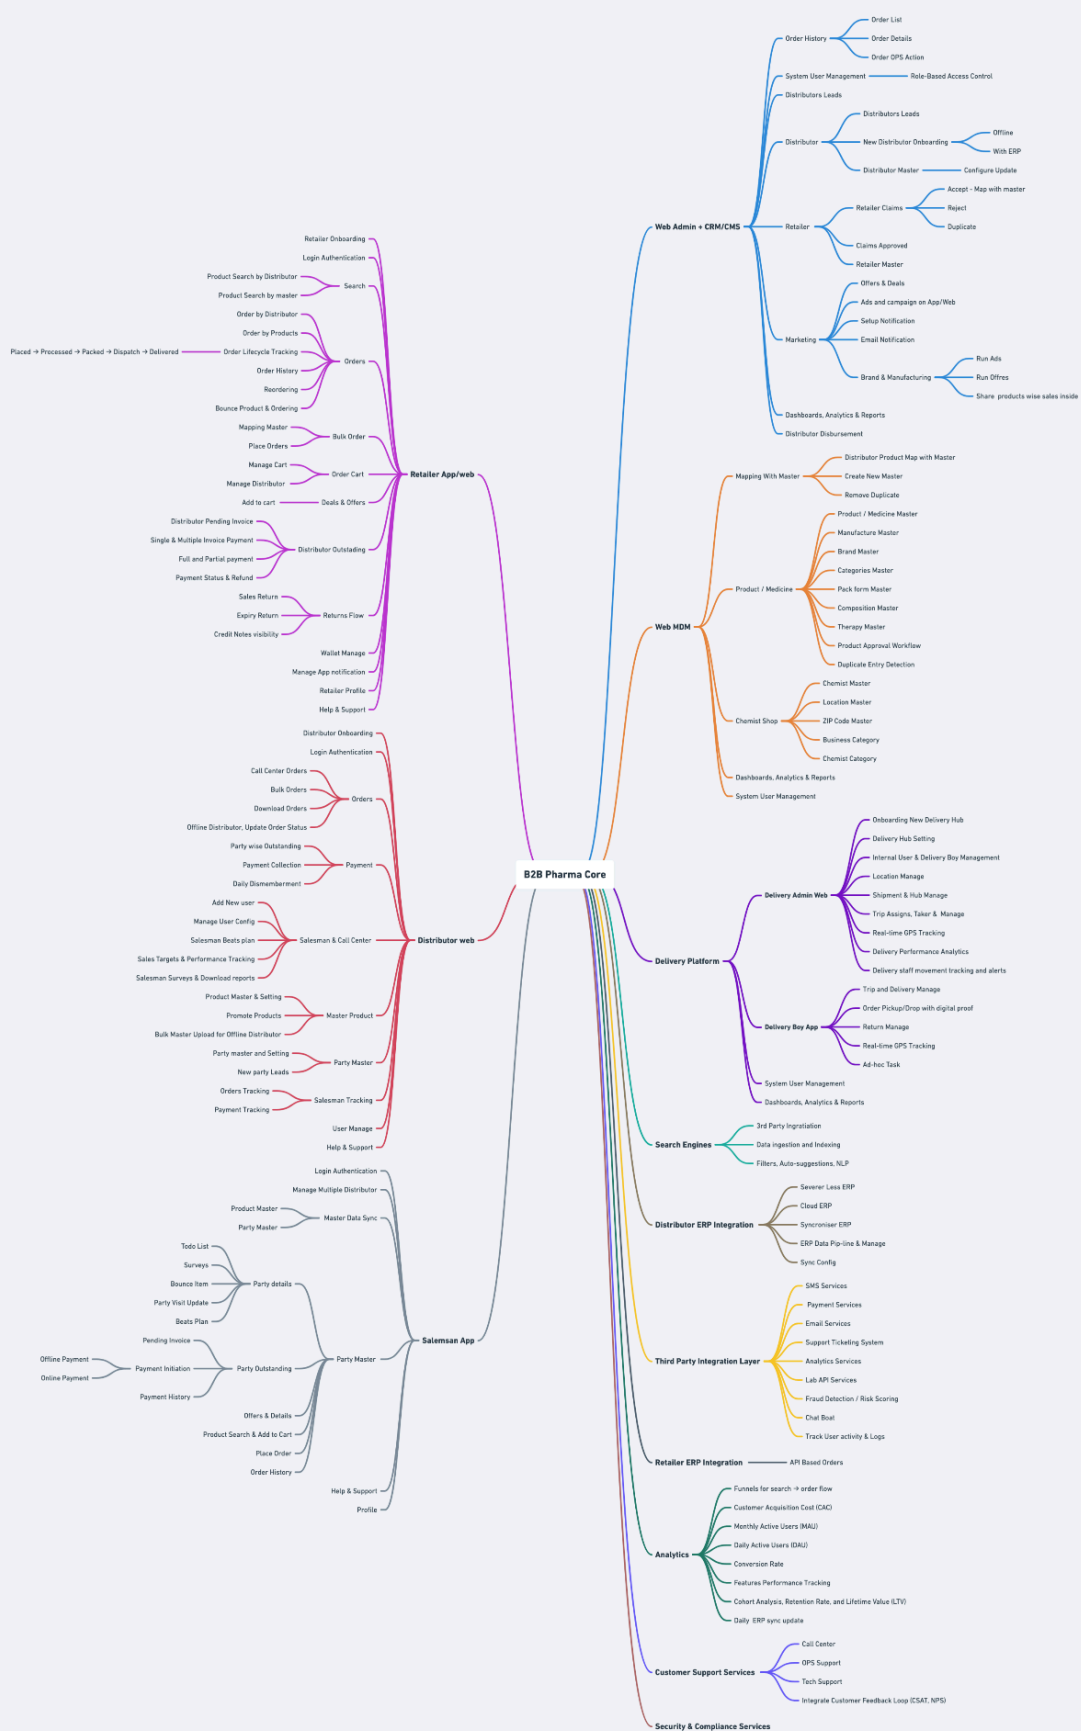 B2B Pharma Core
Retailer App/web
Retailer Onboarding
Login Authentication
Search
Product Search by Distributor
Product Search by master
Orders
Order by Distributor
Order by Products
Order Lifecycle Tracking
Placed → Processed → Packed → Dispatch → Delivered
Order History
Reordering
Bounce Product & Ordering
Bulk Order
Mapping Master
Place Orders
Order Cart
Manage Cart
Manage Distributor
Deals & Offers
Add to cart
Distributor Outstading
Distributor Pending Invoice
Single & Multiple Invoice Payment
Full and Partial payment
Payment Status & Refund
Returns Flow
Sales Return
Expiry Return
Credit Notes visibility
Wallet Manage
Manage App notification
Retailer Profile
Help & Support
Distributor web
Distributor Onboarding
Login Authentication
Orders
Call Center Orders
Bulk Orders
Download Orders
Offline Distributor, Update Order Status
Payment
Party wise Outstanding
Payment Collection
Daily Dismemberment
Salesman & Call Center
Add New user
Manage User Config
Salesman Beats plan
Sales Targets & Performance Tracking
Salesman Surveys & Download reports
Master Product
Product Master & Setting
Promote Products
Bulk Master Upload for Offline Distributor
Party Master
Party master and Setting
New party Leads
Salesman Tracking
Orders Tracking
Payment Tracking
User Manage
Help & Support
Salemsan App
Login Authentication
Manage Multiple Distributor
Master Data Sync
Product Master
Party Master
Party Master
Party details
Todo List
Surveys
Bounce Item
Party Visit Update
Beats Plan
Party Outstanding
Pending Invoice
Payment Initiation
Offline Payment
Online Payment
Payment History
Offers & Details
Product Search & Add to Cart
Place Order
Order History
Help & Support
Profile
Web Admin + CRM/CMS
Order History
Order List
Order Details
Order OPS Action
System User Management
Role-Based Access Control
Distributors Leads
Distributor
Distributors Leads
New Distributor Onboarding
Offline
With ERP
Distributor Master
Configure Update
Retailer
Retailer Claims
Accept - Map with master
Reject
Duplicate
Claims Approved
Retailer Master
Marketing
Offers & Deals
Ads and campaign on App/Web
Setup Notification
Email Notification
Brand & Manufacturing
Run Ads
Run Offres
Share products wise sales inside
Dashboards, Analytics & Reports
Distributor Disbursement
Web MDM
Mapping With Master
Distributor Product Map with Master
Create New Master
Remove Duplicate
Product / Medicine
Product / Medicine Master
Manufacture Master
Brand Master
Categories Master
Pack form Master
Composition Master
Therapy Master
Product Approval Workflow
Duplicate Entry Detection
Chemist Shop
Chemist Master
Location Master
ZIP Code Master
Business Category
Chemist Category
Dashboards, Analytics & Reports
System User Management
Delivery Platform
Delivery Admin Web
Onboarding New Delivery Hub
Delivery Hub Setting
Internal User & Delivery Boy Management
Location Manage
Shipment & Hub Manage
Trip Assigns, Taker & Manage
Real-time GPS Tracking
Delivery Performance Analytics
Delivery staff movement tracking and alerts
Delivery Boy App
Trip and Delivery Manage
Order Pickup/Drop with digital proof
Return Manage
Real-time GPS Tracking
Ad-hoc Task
System User Management
Dashboards, Analytics & Reports
Search Engines
3rd Party Ingratiation
Data ingestion and Indexing
Filters, Auto-suggestions, NLP
Distributor ERP Integration
Severer Less ERP
Cloud ERP
Syncroniser ERP
ERP Data Pip-line & Manage
Sync Config
Third Party Integration Layer
SMS Services
Payment Services
Email Services
Support Ticketing System
Analytics Services
Lab API Services
Fraud Detection / Risk Scoring
Chat Boat
Track User activity & Logs
Retailer ERP Integration
API Based Orders
Analytics
Funnels for search → order flow
Customer Acquisition Cost (CAC)
Monthly Active Users (MAU)
Daily Active Users (DAU)
Conversion Rate
Features Performance Tracking
Cohort Analysis, Retention Rate, and Lifetime Value (LTV)
Daily ERP sync update
Customer Support Services
Call Center
OPS Support
Tech Support
Integrate Customer Feedback Loop (CSAT, NPS)
Security & Compliance Services